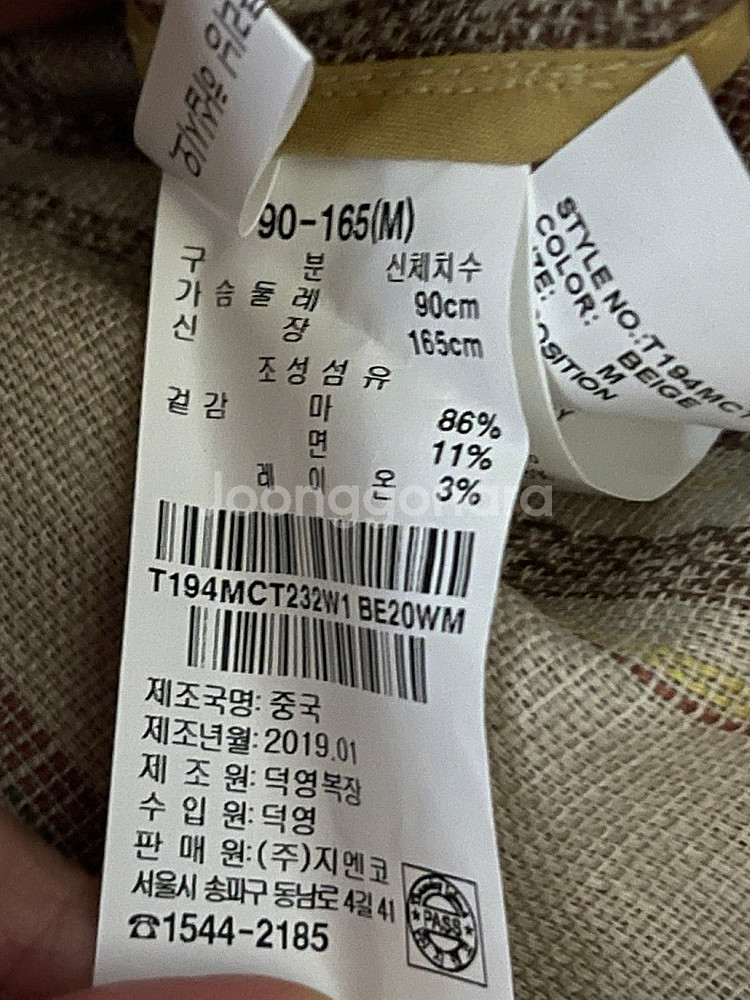 90-165(M)
구 분 신체치수
가슴둘레 90cm
신 장 165cm
조성섬유
겉감 마 86%
면 11%
레이온 3%
T194MCT232W1 BE20WM
제조국명: 중국
제조년월: 2019.01
제 조 원: 덕영복장
수 입 원: 덕영
판 매 원:(주)지엔코
서울시 송파구 동남로 4길 41
☎1544-2185
PASS
STYLE NO.:T194MC
COLOR: BEIGE
M
OSITION
joonggonara